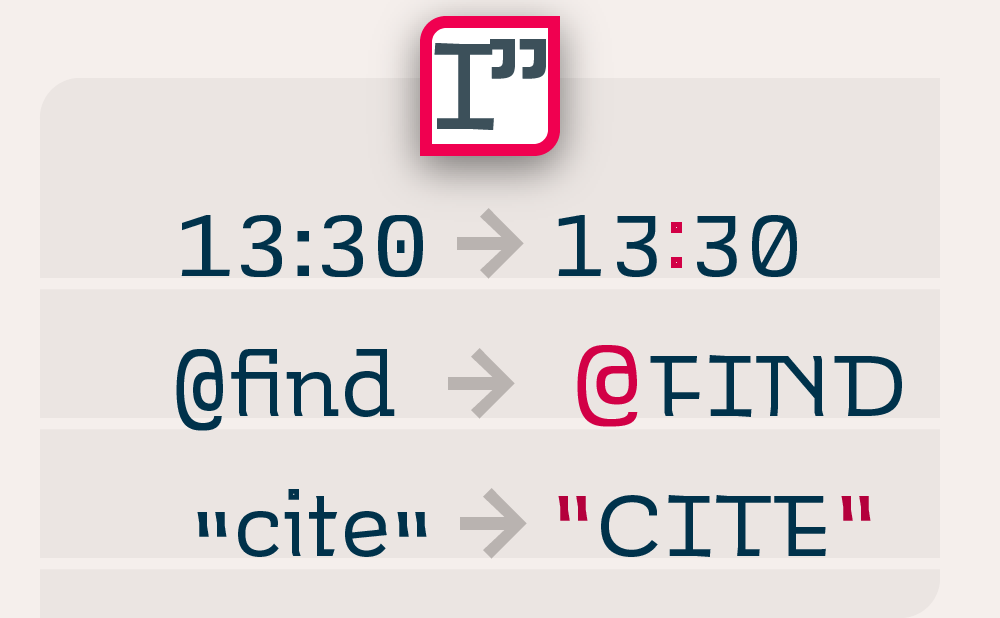 I”
13:30 → 13:30
@find → @FIND
"cite" → "CITE"